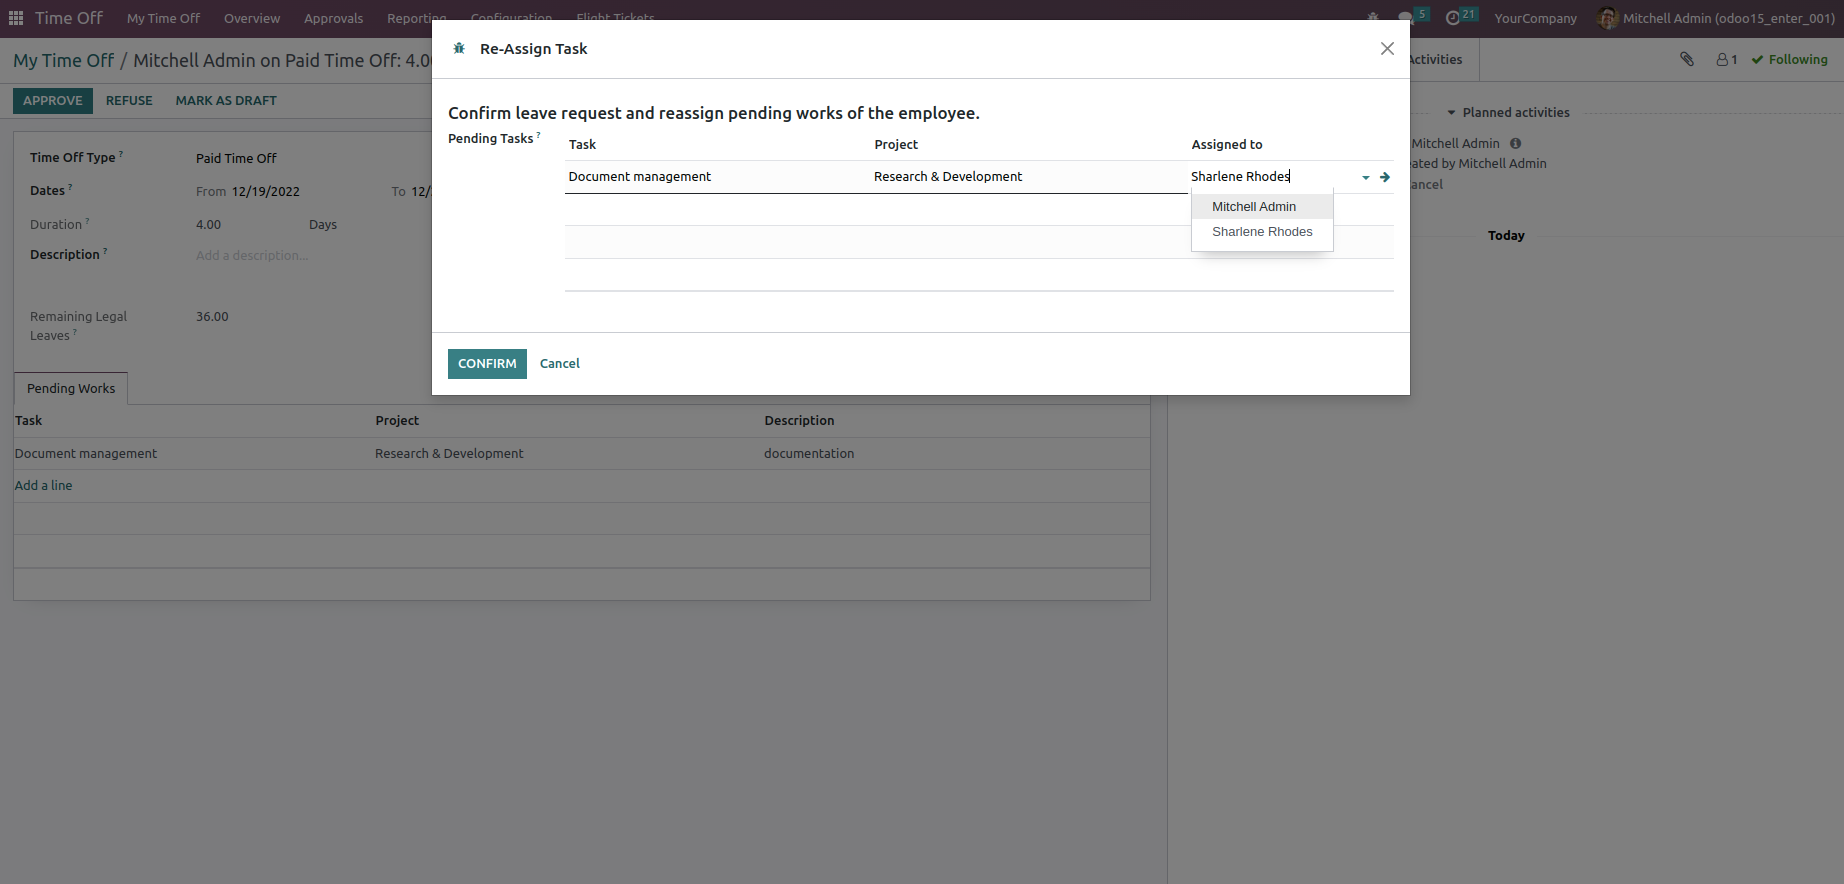 Time Off My Time Off Overview Approvals Reporting Configuration Flight Tickets 5 21 YourCompany Mitchell Admin (odoo15_enter_001)
My Time Off / Mitchell Admin on Paid Time Off: 4.0
Activities 1 Following
APPROVE REFUSE MARK AS DRAFT
Time Off Type ? Paid Time Off
Dates ? From 12/19/2022 To 12/
Duration ? 4.00 Days
Description ? Add a description...
Remaining Legal
Leaves ? 36.00
Pending Works
Task Project Description
Document management Research & Development documentation
Add a line
Re-Assign Task
Confirm leave request and reassign pending works of the employee.
Pending Tasks ?
Task Project Assigned to
Document management Research & Development Sharlene Rhodes
Mitchell Admin
Sharlene Rhodes
CONFIRM Cancel
Planned activities
Mitchell Admin
eated by Mitchell Admin
ancel
Today